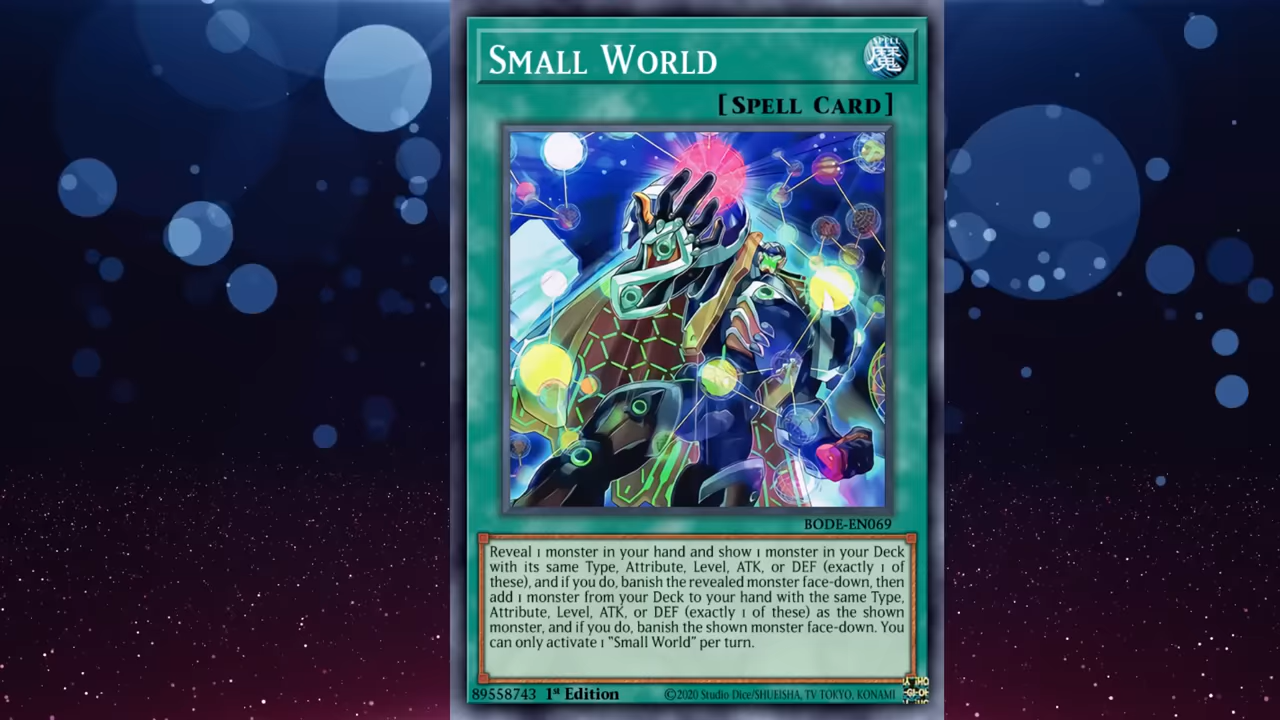 SMALL WORLD
SPELL
魔
[SPELL CARD]
BODE-EN069
Reveal 1 monster in your hand and show 1 monster in your Deck
with its same Type, Attribute, Level, ATK, or DEF (exactly 1 of
these), and if you do, banish the revealed monster face-down, then
add 1 monster from your Deck to your hand with the same Type,
Attribute, Level, ATK, or DEF (exactly 1 of these) as the shown
monster, and if you do, banish the shown monster face-down. You
can only activate 1 "Small World" per turn.
89558743 1st Edition ©2020 Studio Dice/SHUEISHA, TV TOKYO, KONAMI